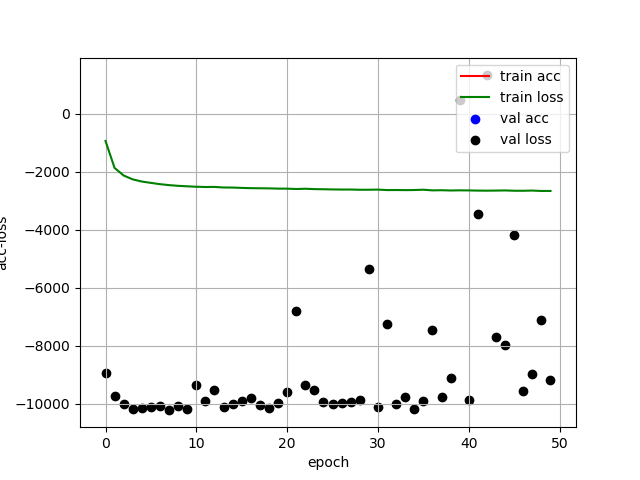 train acc
train loss
val acc
val loss
0
−2000
−4000
−6000
−8000
−10000
acc-loss
0
10
20
30
40
50
epoch